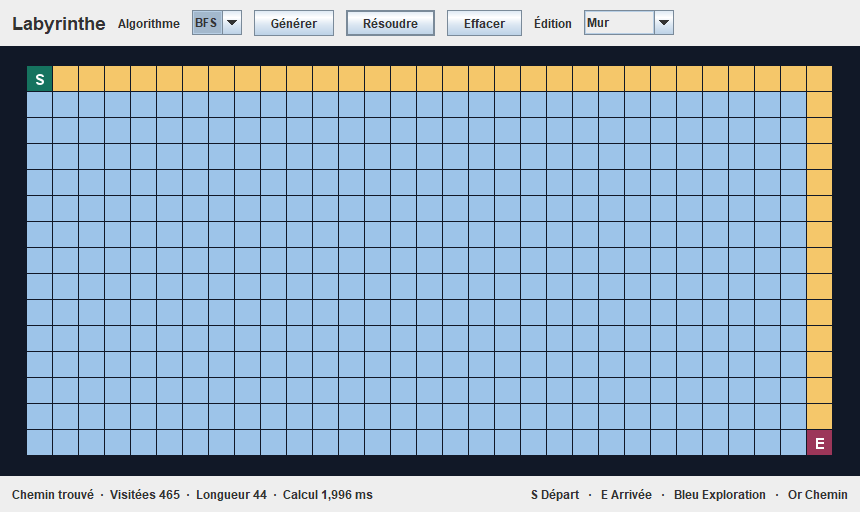 Labyrinthe Algorithme BFS Générer Résoudre Effacer Édition Mur
S
E
Chemin trouvé · Visitées 465 · Longueur 44 · Calcul 1,996 ms S Départ · E Arrivée · Bleu Exploration · Or Chemin